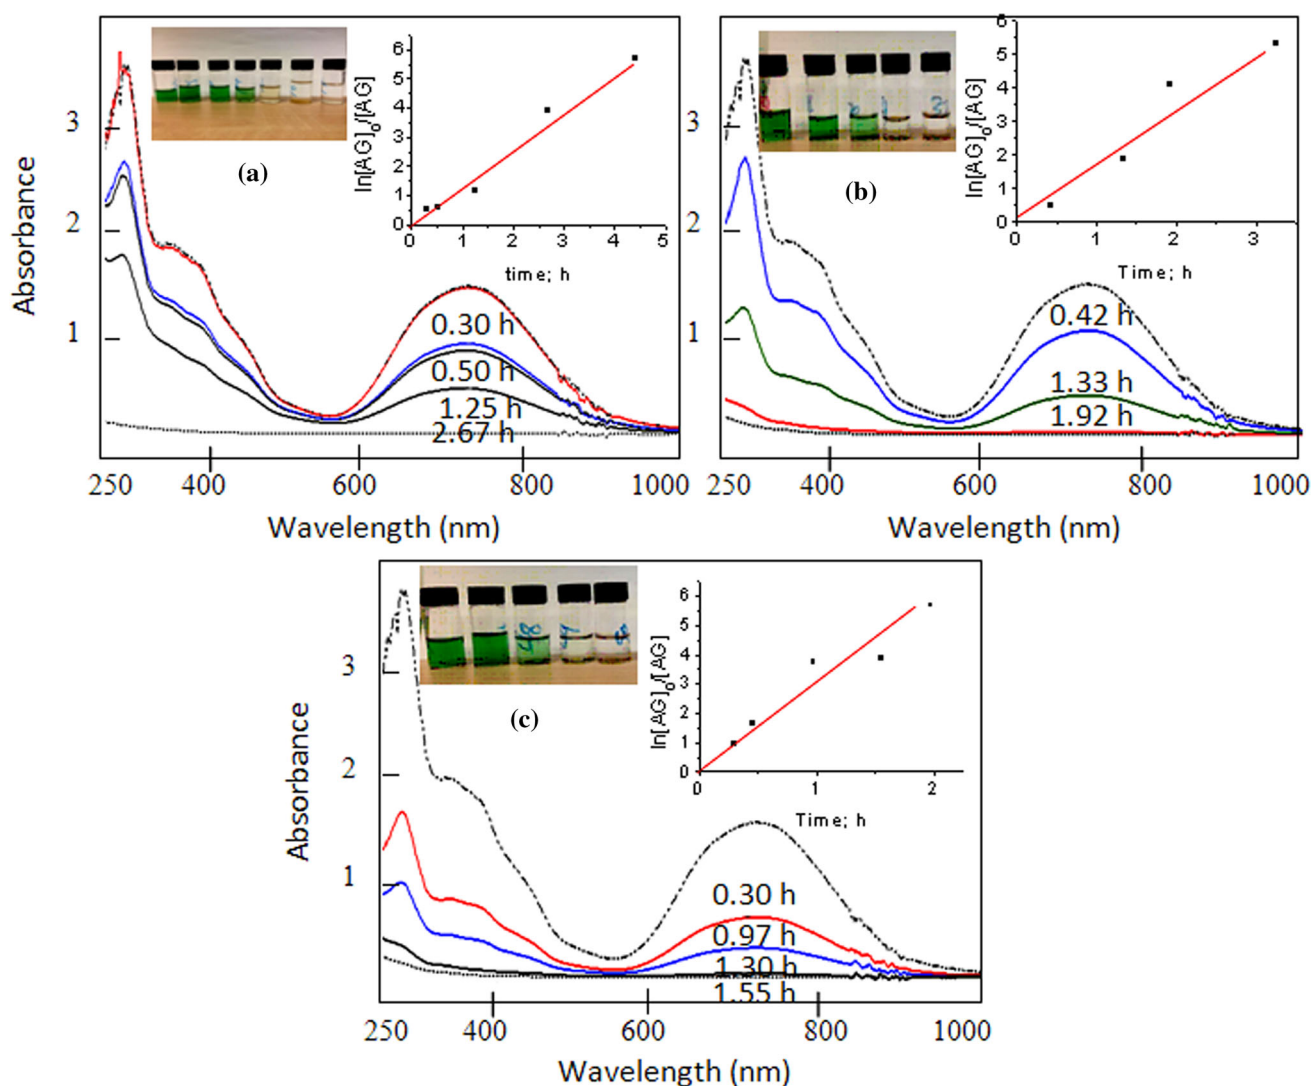 (a)
ln[AG]₀/[AG]
6
5
4
3
2
1
0
0 1 2 3 4 5
time; h
Absorbance
3
2
1
0.30 h
0.50 h
1.25 h
2.67 h
250 400 600 800 1000
Wavelength (nm)
(b)
ln[AG]₀/[AG]
6
5
4
3
2
1
0
0 1 2 3
Time; h
3
2
1
0.42 h
1.33 h
1.92 h
250 400 600 800 1000
Wavelength (nm)
(c)
48
49
ln[AG]₀/[AG]
6
5
4
3
2
1
0
0 1 2
Time; h
Absorbance
3
2
1
0.30 h
0.97 h
1.30 h
1.55 h
250 400 600 800 1000
Wavelength (nm)